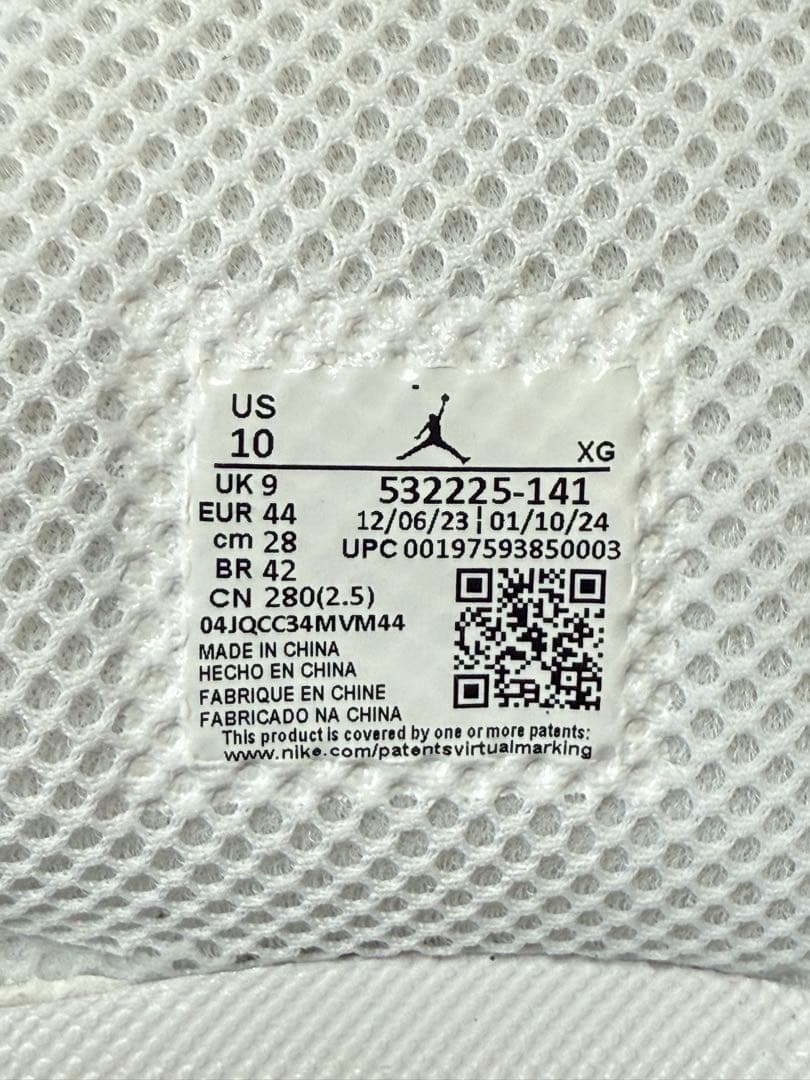 US
10
XG
UK 9
EUR 44
cm 28
BR 42
CN 280(2.5)
532225-141
12/06/23 | 01/10/24
UPC 00197593850003
04JQCC34MVM44
MADE IN CHINA
HECHO EN CHINA
FABRIQUE EN CHINE
FABRICADO NA CHINA
This product is covered by one or more patents:
www.nike.com/patentsvirtualmarking